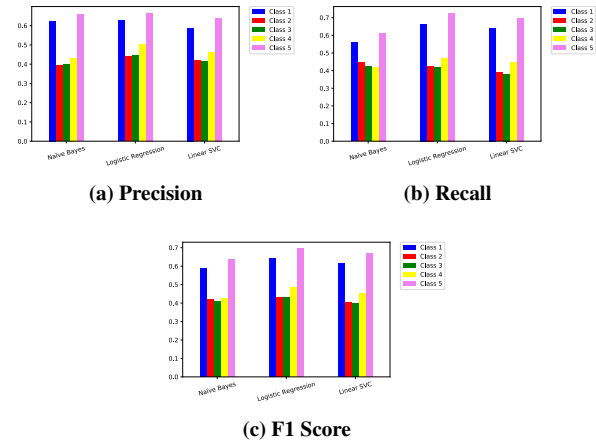 0.6
0.5
0.4
0.3
0.2
0.1
0.0
Naïve Bayes
Logistic Regression
Linear SVC
Class 1
Class 2
Class 3
Class 4
Class 5
(a) Precision
0.7
0.6
0.5
0.4
0.3
0.2
0.1
0.0
Naïve Bayes
Logistic Regression
Linear SVC
Class 1
Class 2
Class 3
Class 4
Class 5
(b) Recall
0.7
0.6
0.5
0.4
0.3
0.2
0.1
0.0
Naïve Bayes
Logistic Regression
Linear SVC
Class 1
Class 2
Class 3
Class 4
Class 5
(c) F1 Score